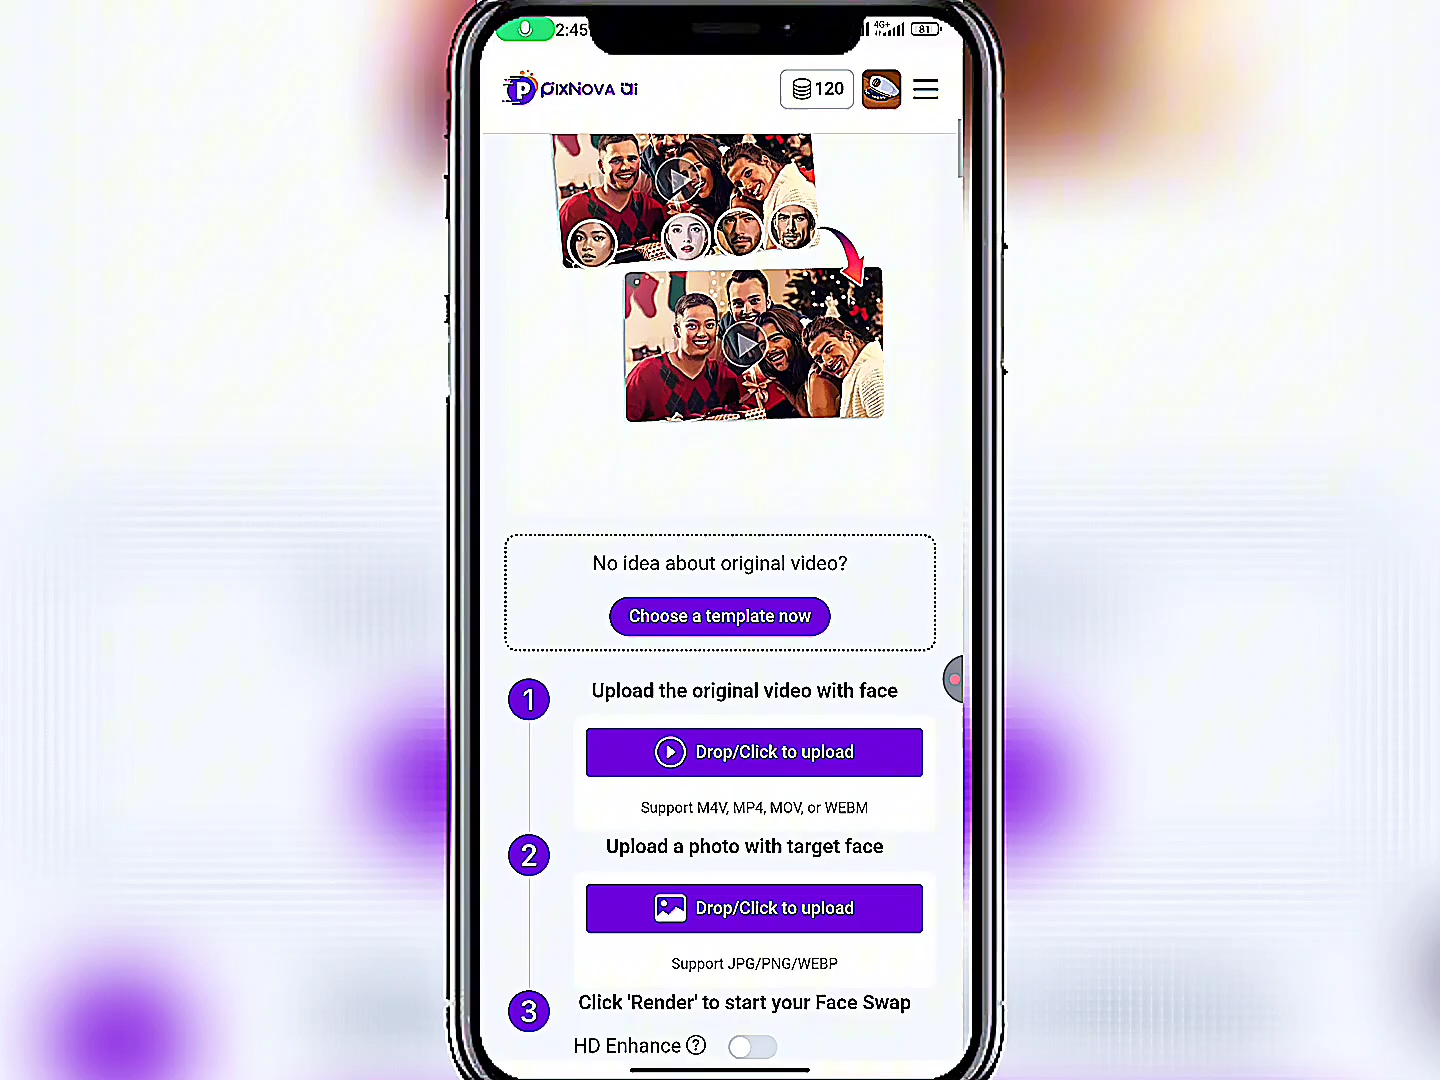 2:45
4G+
81
PixNova ai
120
No idea about original video?
Choose a template now
1
Upload the original video with face
Drop/Click to upload
Support M4V, MP4, MOV, or WEBM
2
Upload a photo with target face
Drop/Click to upload
Support JPG/PNG/WEBP
3
Click 'Render' to start your Face Swap
HD Enhance ?